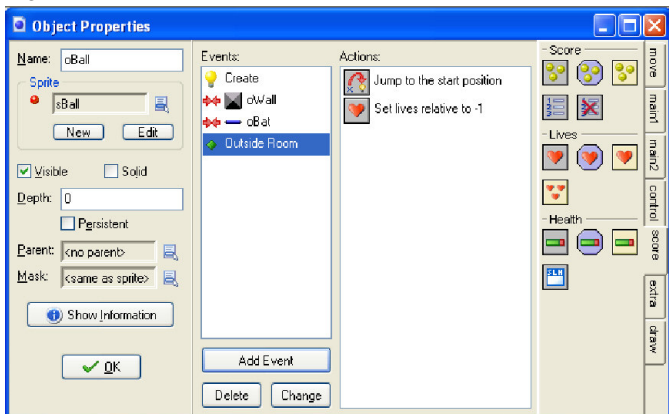 Object Properties
Name: oBall
Sprite
sBall
New Edit
Visible Solid
Depth: 0
Persistent
Parent: <no parent>
Mask: <same as sprite>
Show Information
OK
Events:
Create
oWall
oBat
Outside Room
Add Event
Delete Change
Actions:
Jump to the start position
Set lives relative to -1
Score
Lives
Health
move
main1
main2
control
score
extra
draw